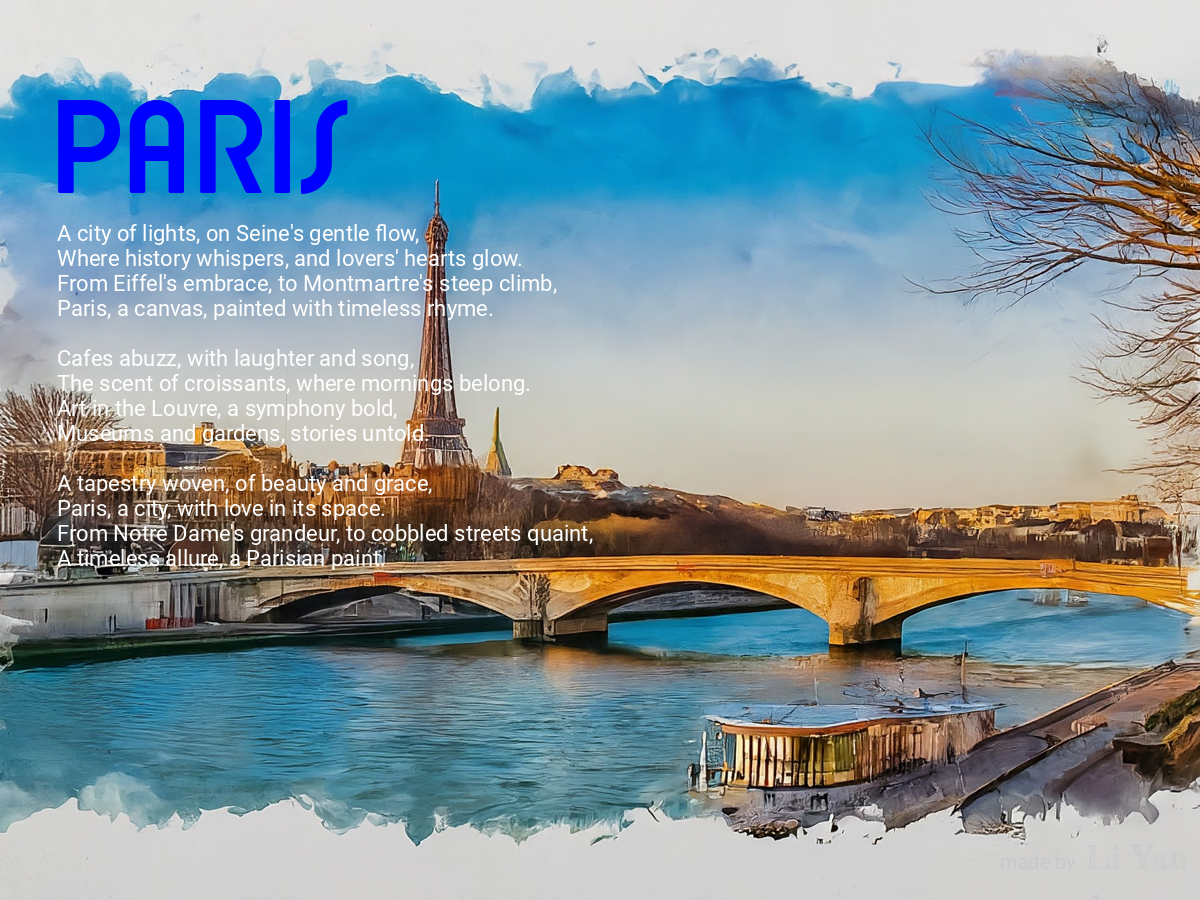 PARIS
A city of lights, on Seine's gentle flow,
Where history whispers, and lovers' hearts glow.
From Eiffel's embrace, to Montmartre's steep climb,
Paris, a canvas, painted with timeless rhyme.
Cafes abuzz, with laughter and song,
The scent of croissants, where mornings belong.
Art in the Louvre, a symphony bold,
Museums and gardens, stories untold.
A tapestry woven, of beauty and grace,
Paris, a city, with love in its space.
From Notre Dame's grandeur, to cobbled streets quaint,
A timeless allure, a Parisian paint.
made by Li Yan